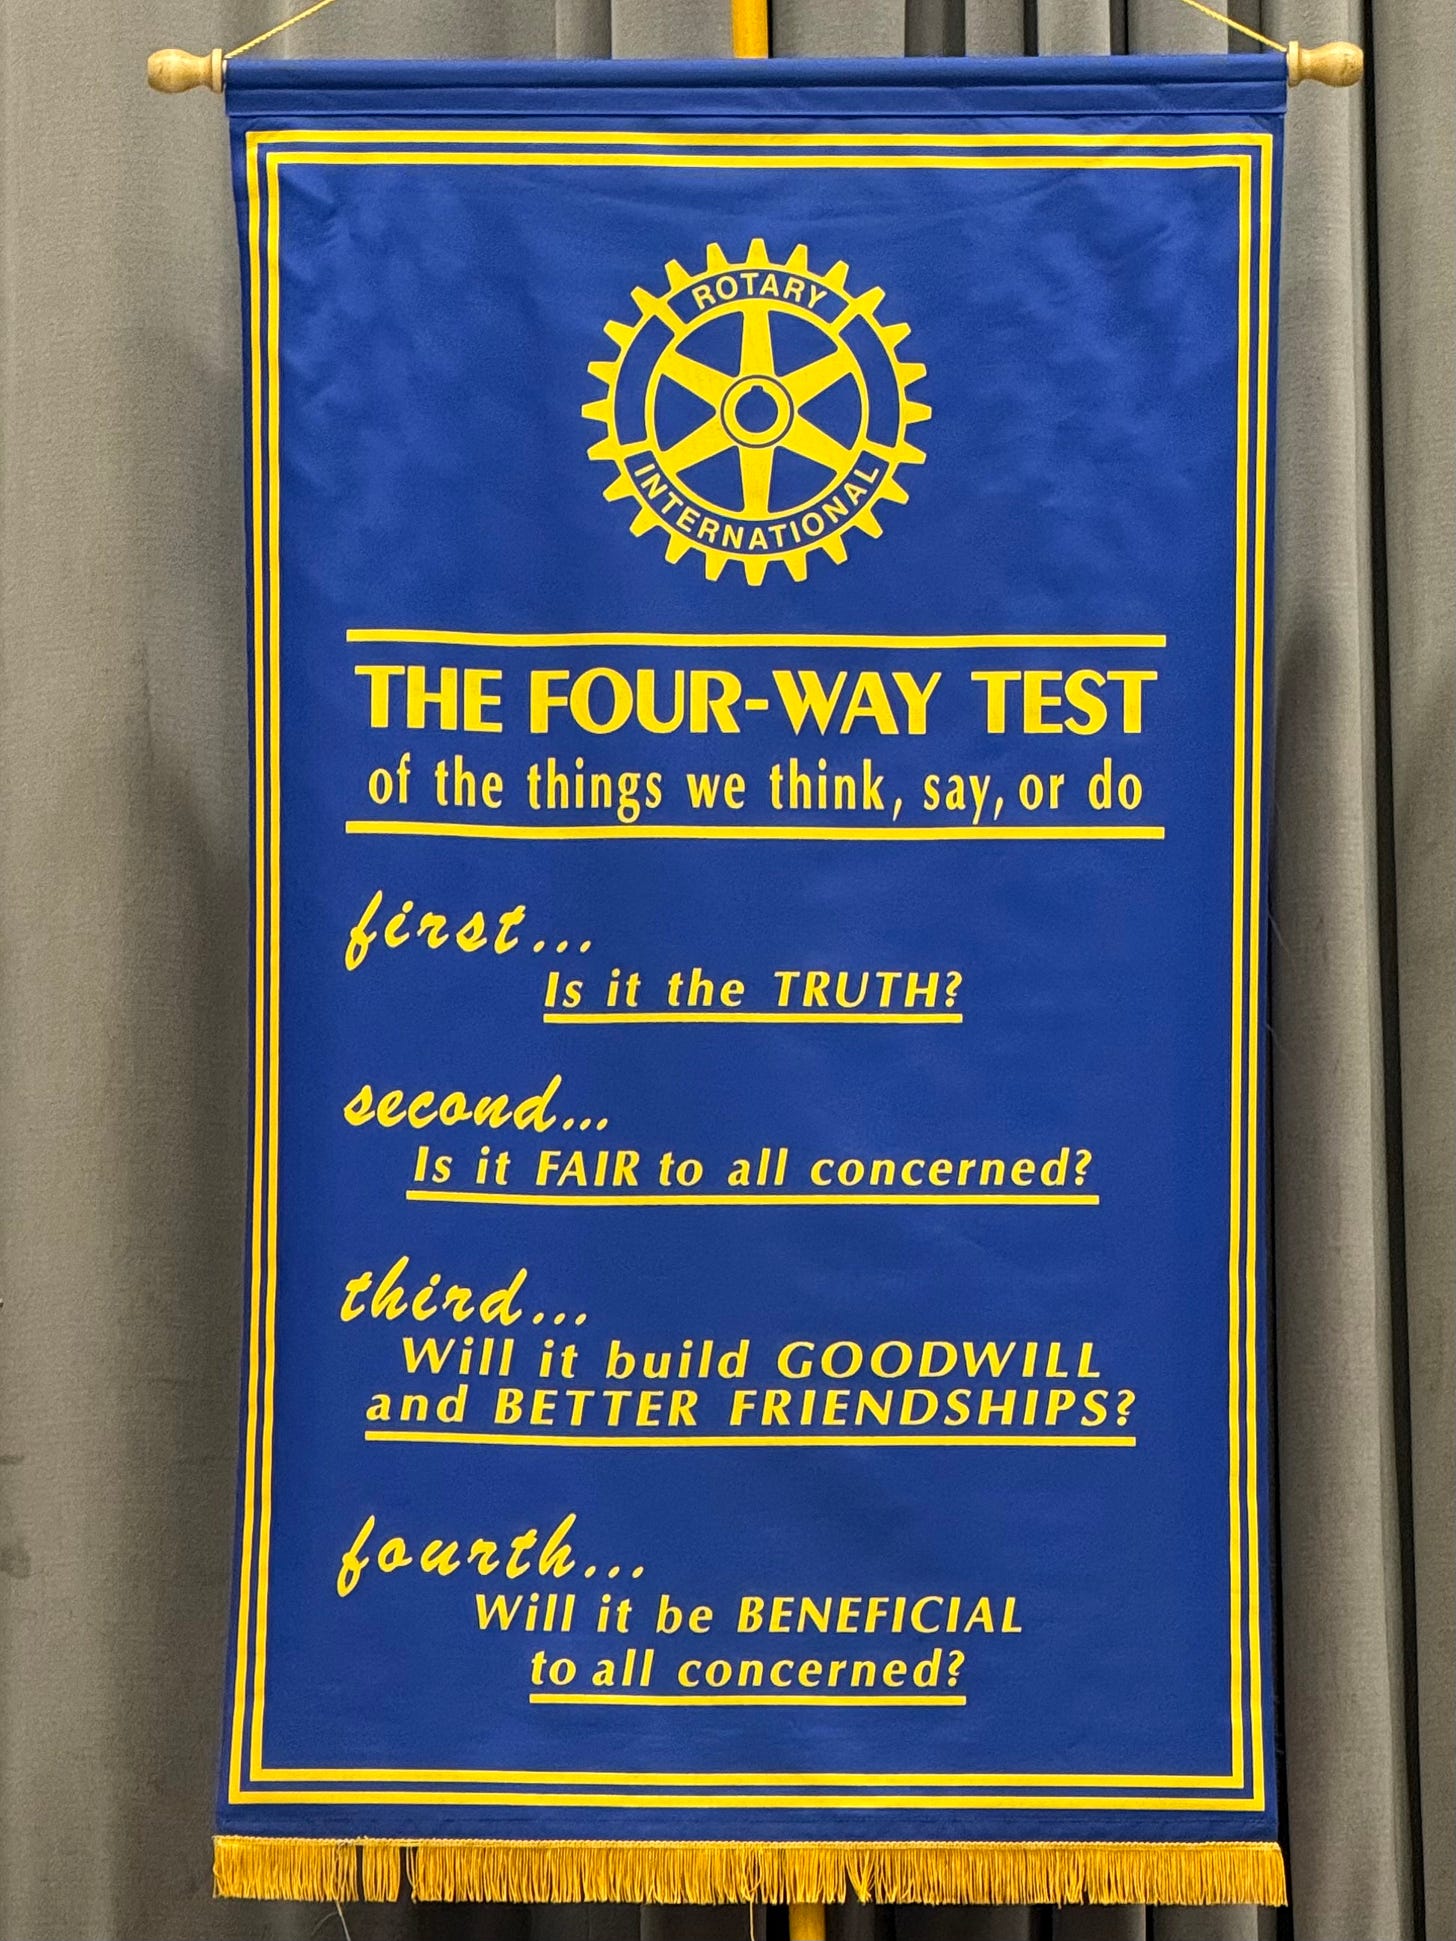 ROTARY
INTERNATIONAL
THE FOUR-WAY TEST
of the things we think, say, or do
first...
Is it the TRUTH?
second...
Is it FAIR to all concerned?
third...
Will it build GOODWILL
and BETTER FRIENDSHIPS?
fourth...
Will it be BENEFICIAL
to all concerned?